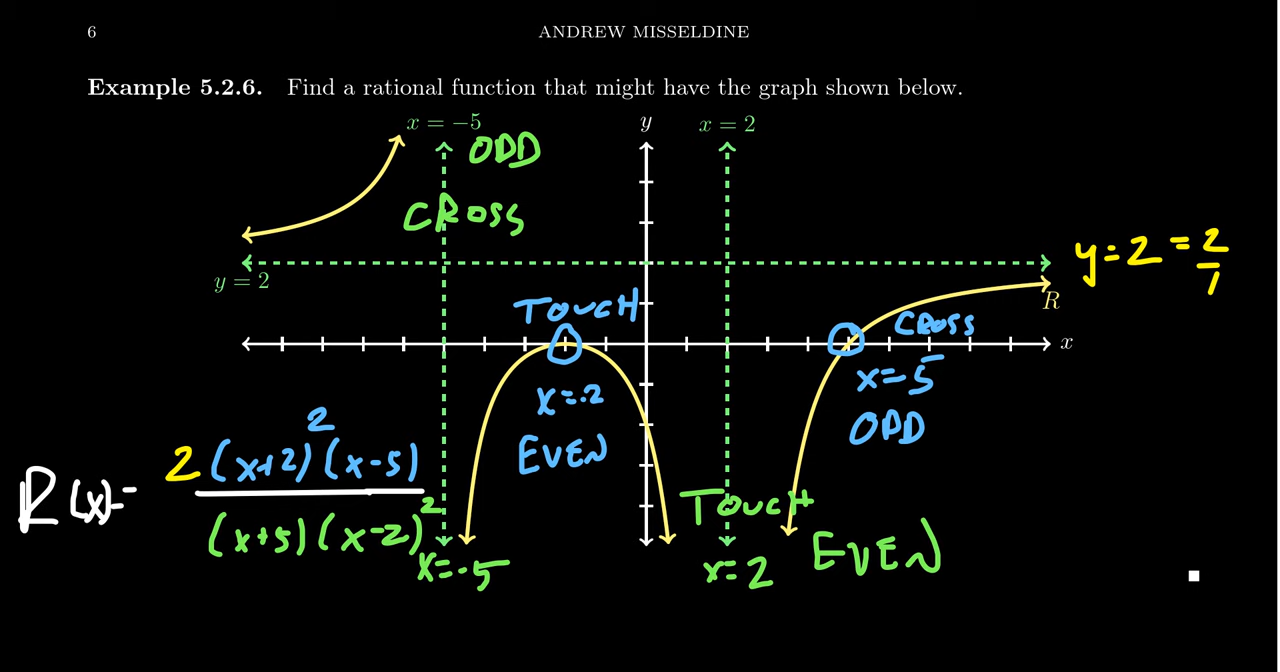 6 ANDREW MISSELDINE
Example 5.2.6. Find a rational function that might have the graph shown below.
x = −5 y x = 2
ODD
CROSS
y = 2 = 2/1
y = 2
R
TOUCH
CROSS
x
x=5
x=-2
ODD
EVEN
R(x)= 2(x+2)²(x-5) / (x+5)(x-2)²
TOUCH
EVEN
x=-5 x=2